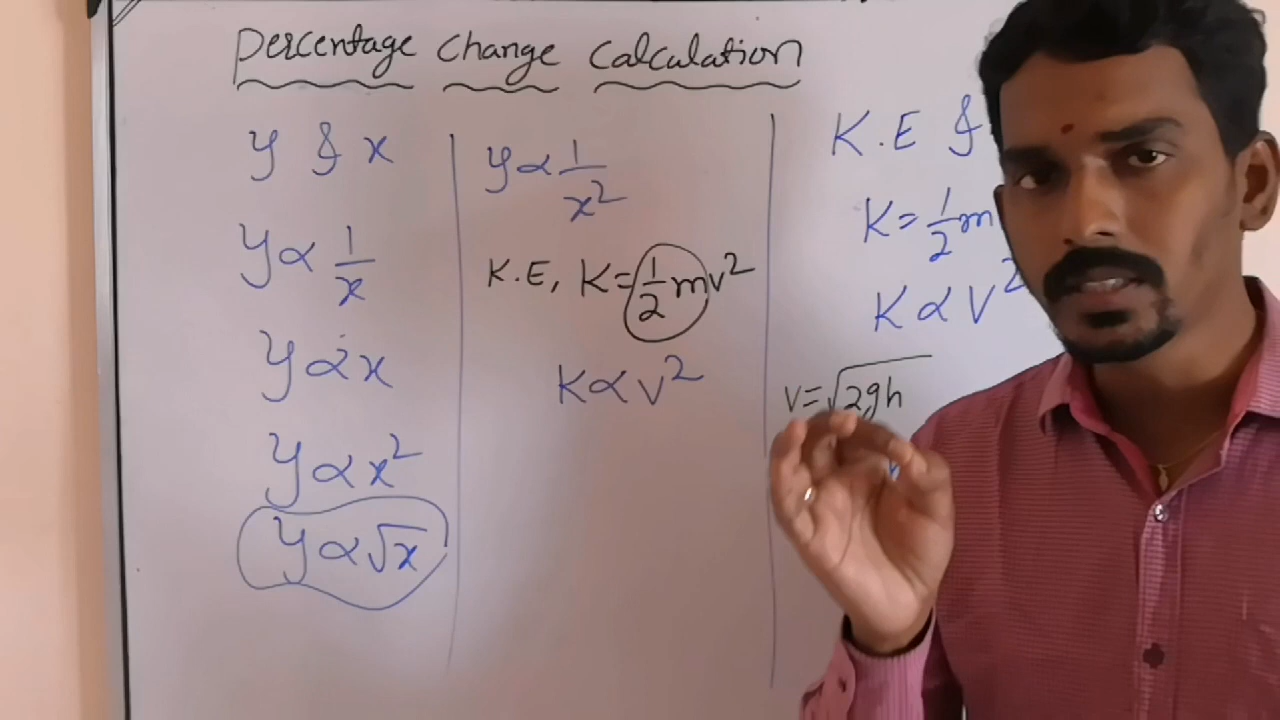 Percentage Change Calculation
y & x
y ∝ 1/x
y ∝ x
y ∝ x²
y ∝ √x
y ∝ 1/x²
K.E, K = 1/2 mv²
K ∝ v²
K.E &
K = 1/2 m
K ∝ V²
v = √2gh